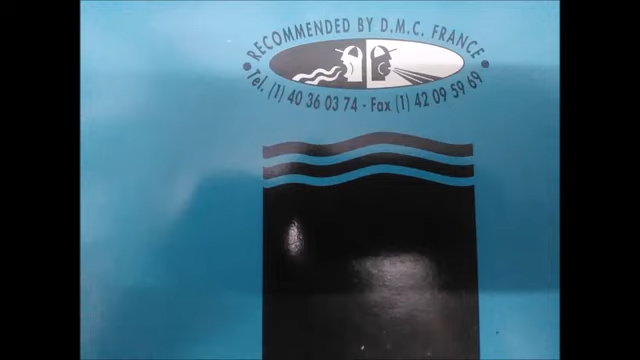 RECOMMENDED BY D.M.C. FRANCE
Tel. (1) 40 36 03 74 - Fax (1) 42 09 59 69